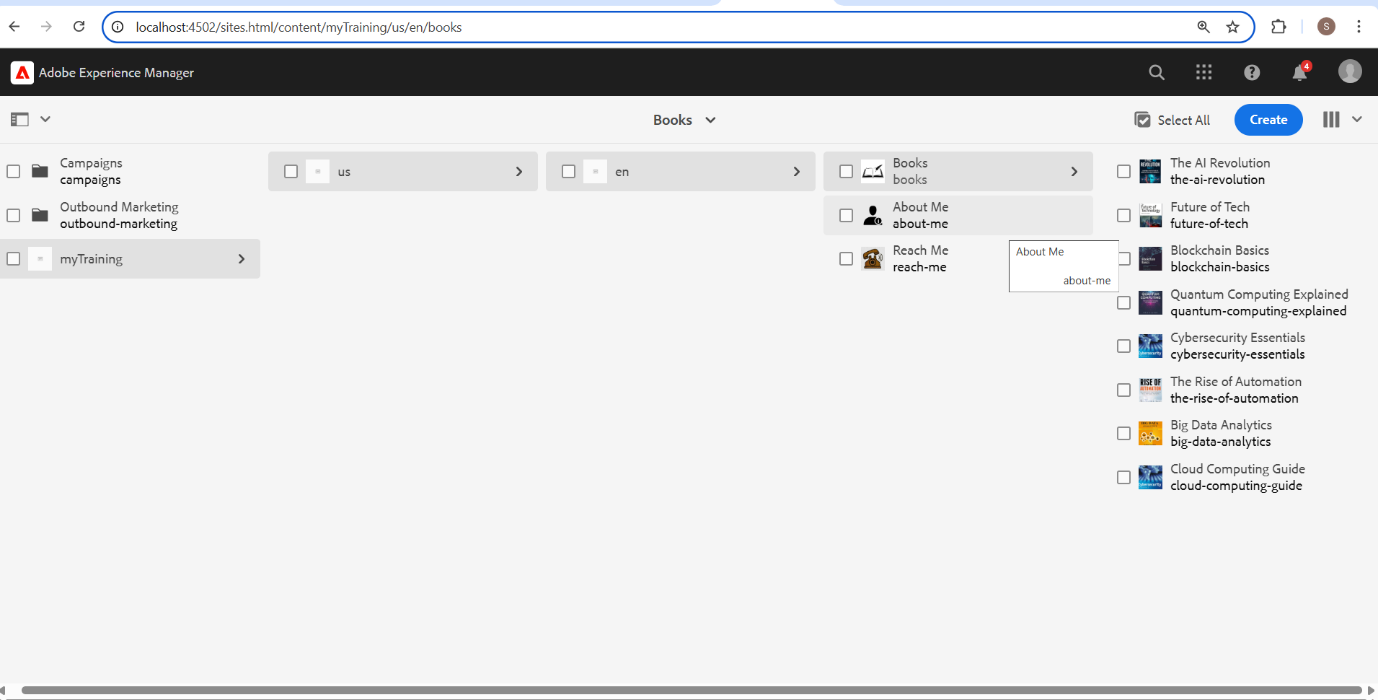 localhost:4502/sites.html/content/myTraining/us/en/books
S
Adobe Experience Manager
4
Books
Select All
Create
Campaigns
campaigns
Outbound Marketing
outbound-marketing
myTraining
us
en
Books
books
About Me
about-me
Reach Me
reach-me
About Me
about-me
The AI Revolution
the-ai-revolution
Future of Tech
future-of-tech
Blockchain Basics
blockchain-basics
Quantum Computing Explained
quantum-computing-explained
Cybersecurity Essentials
cybersecurity-essentials
RISE OF
The Rise of Automation
the-rise-of-automation
Big Data Analytics
big-data-analytics
Cloud Computing Guide
cloud-computing-guide